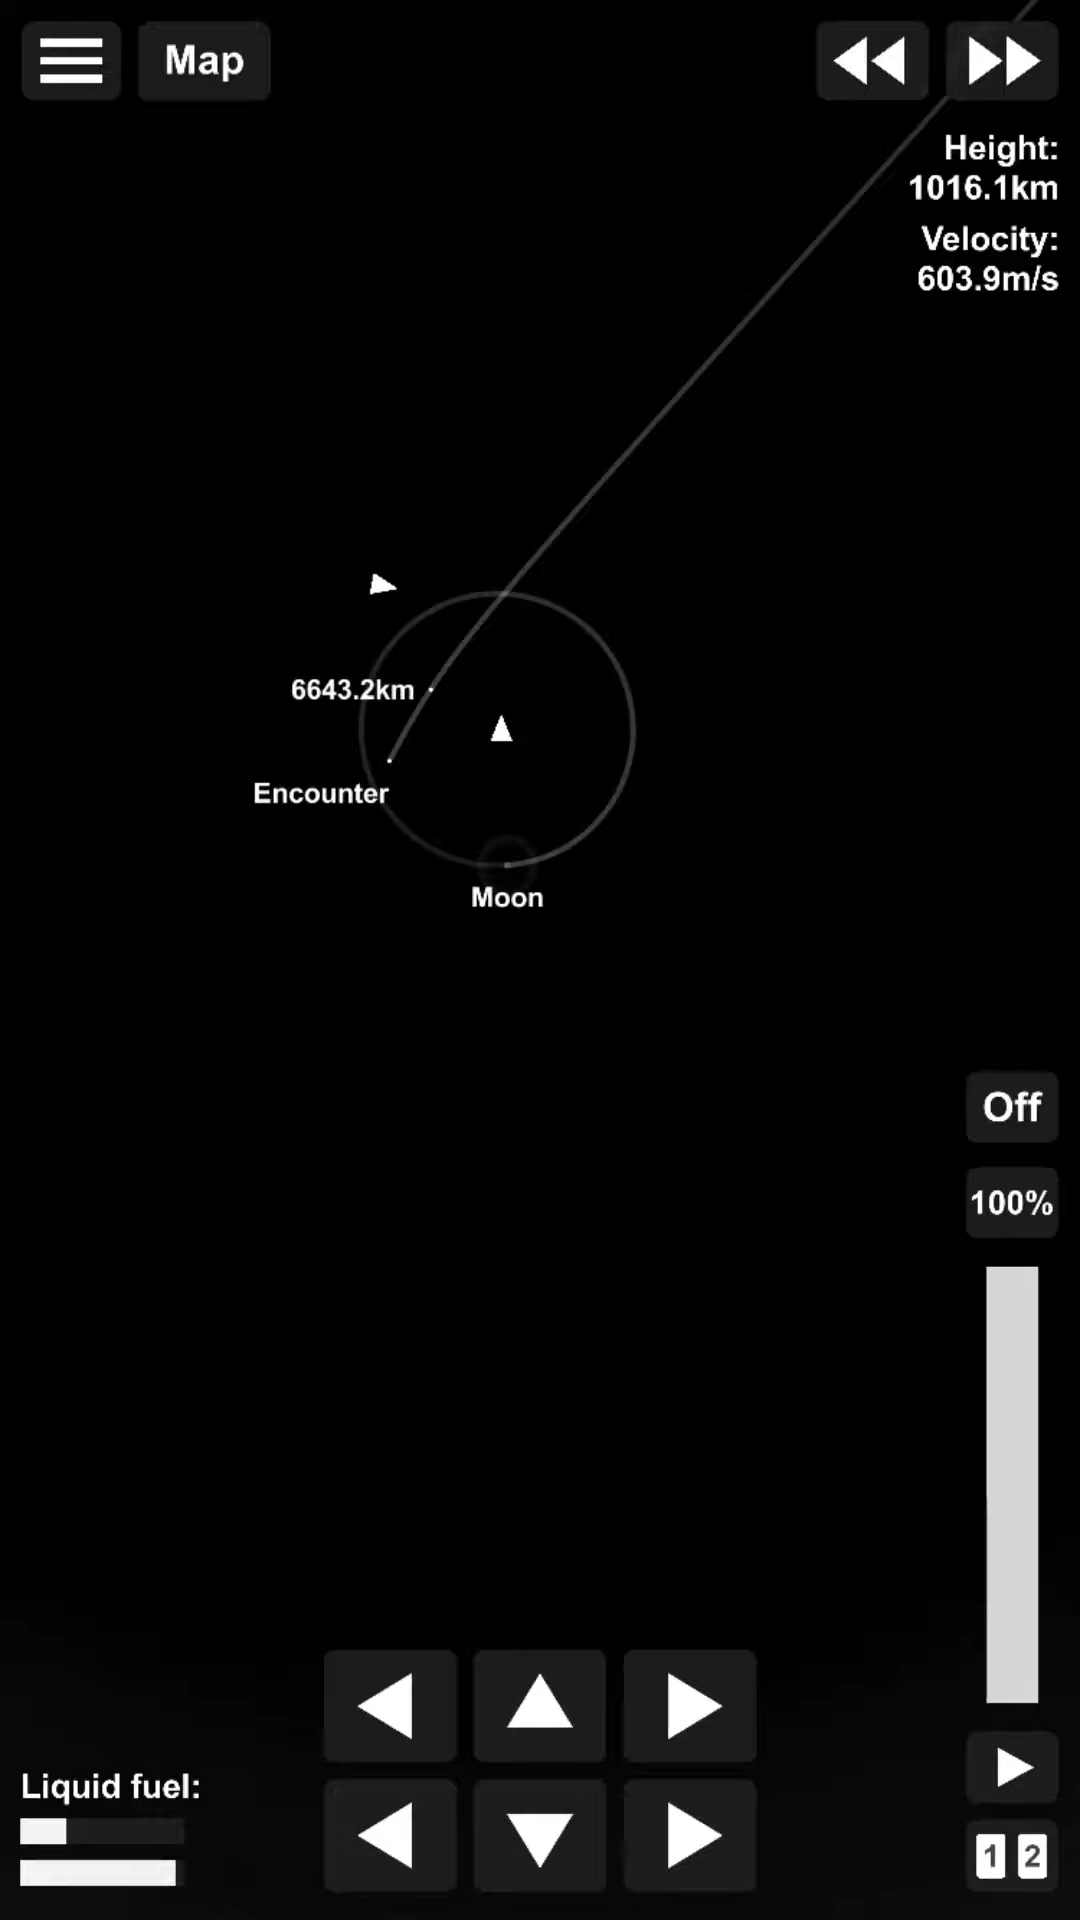 Map
Height:
1016.1km
Velocity:
603.9m/s
6643.2km
Encounter
Moon
Off
100%
Liquid fuel:
1 2